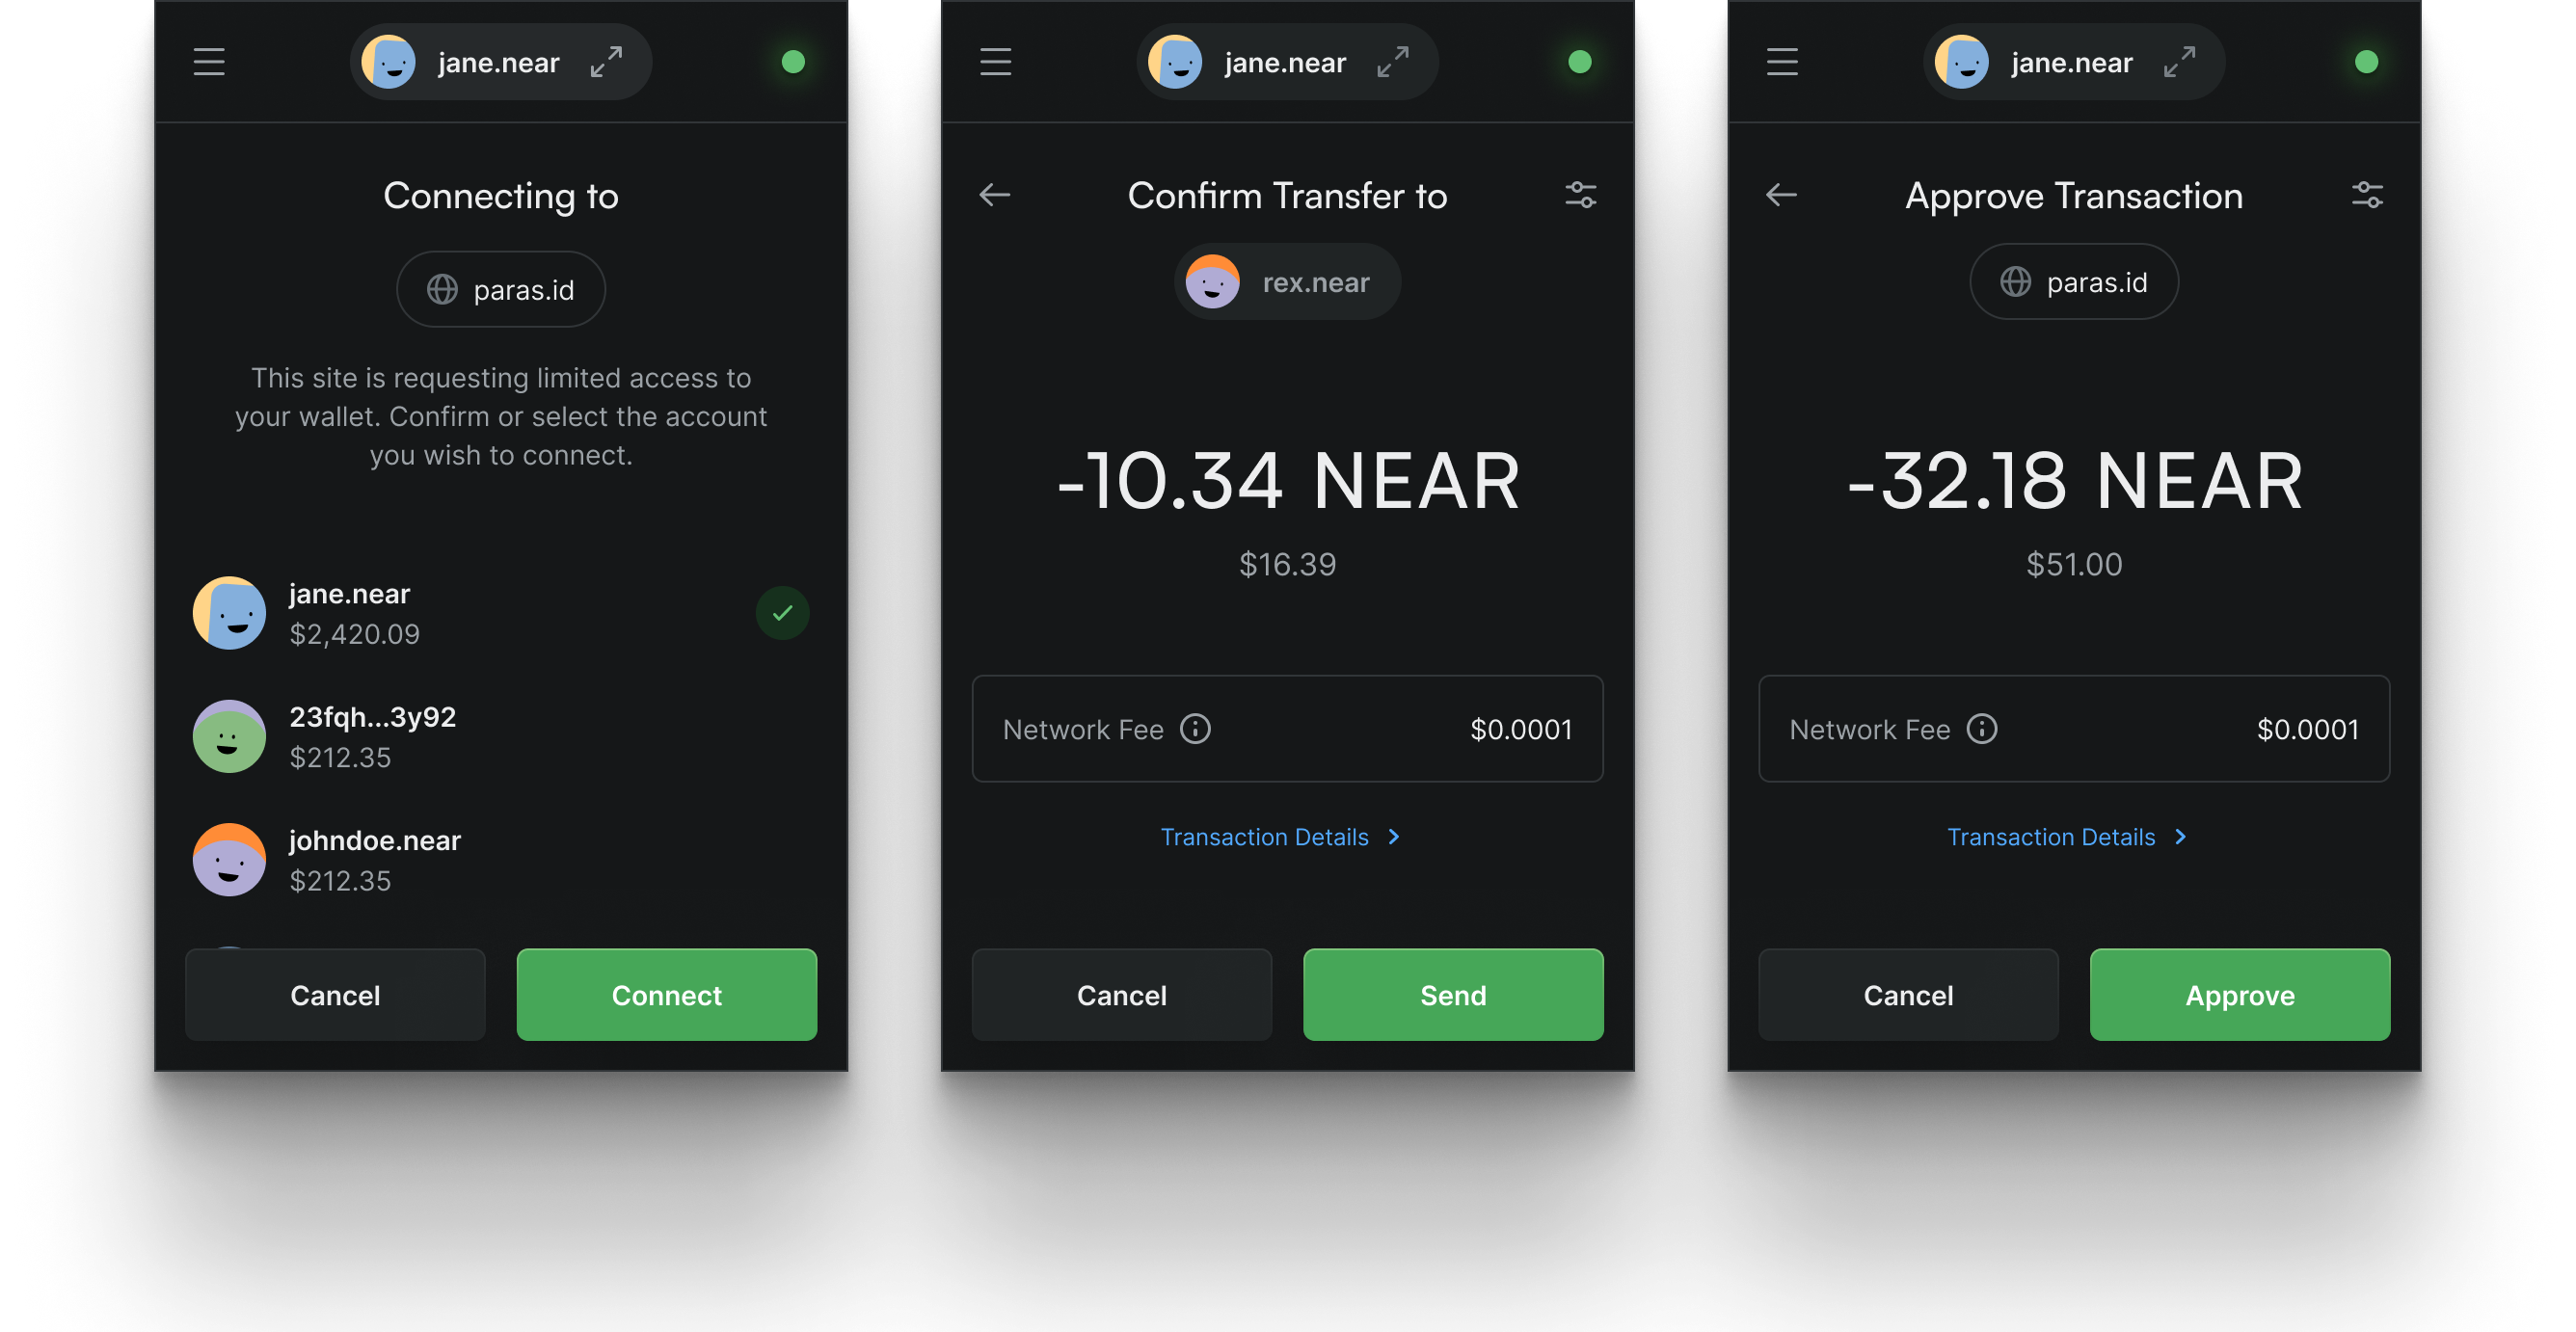 jane.near
Connecting to
paras.id
This site is requesting limited access to
your wallet. Confirm or select the account
you wish to connect.
jane.near
$2,420.09
23fqh...3y92
$212.35
johndoe.near
$212.35
Cancel
Connect
jane.near
Confirm Transfer to
rex.near
-10.34 NEAR
$16.39
Network Fee
$0.0001
Transaction Details
Cancel
Send
jane.near
Approve Transaction
paras.id
-32.18 NEAR
$51.00
Network Fee
$0.0001
Transaction Details
Cancel
Approve